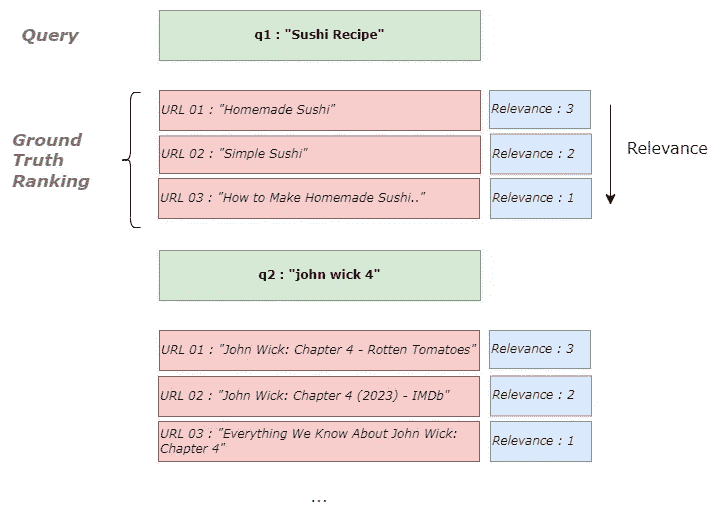 Query
q1 : "Sushi Recipe"
Ground
Truth
Ranking
URL 01 : "Homemade Sushi"
Relevance : 3
URL 02 : "Simple Sushi"
Relevance : 2
URL 03 : "How to Make Homemade Sushi.."
Relevance : 1
Relevance
q2 : "john wick 4"
URL 01 : "John Wick: Chapter 4 - Rotten Tomatoes"
Relevance : 3
URL 02 : "John Wick: Chapter 4 (2023) - IMDb"
Relevance : 2
URL 03 : "Everything We Know About John Wick:
Chapter 4"
Relevance : 1
...